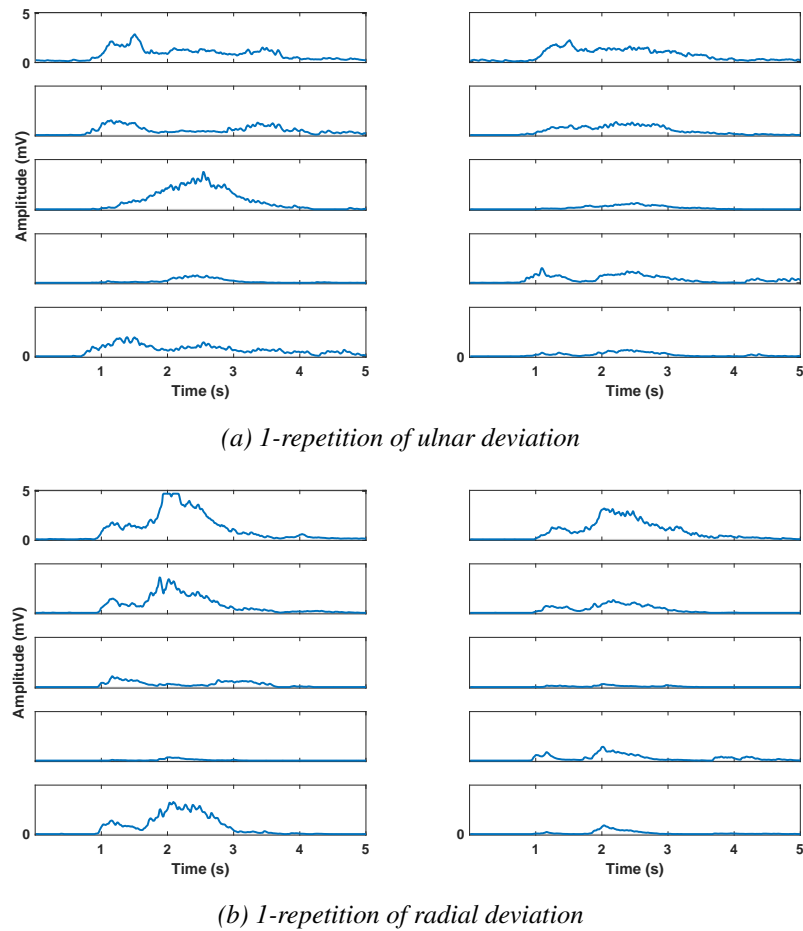 5
Amplitude (mV)
0
1 2 3 4 5
1 2 3 4 5
Time (s)
Time (s)
(a) 1-repetition of ulnar deviation
5
0
Amplitude (mV)
0
1 2 3 4 5
1 2 3 4 5
Time (s)
Time (s)
(b) 1-repetition of radial deviation